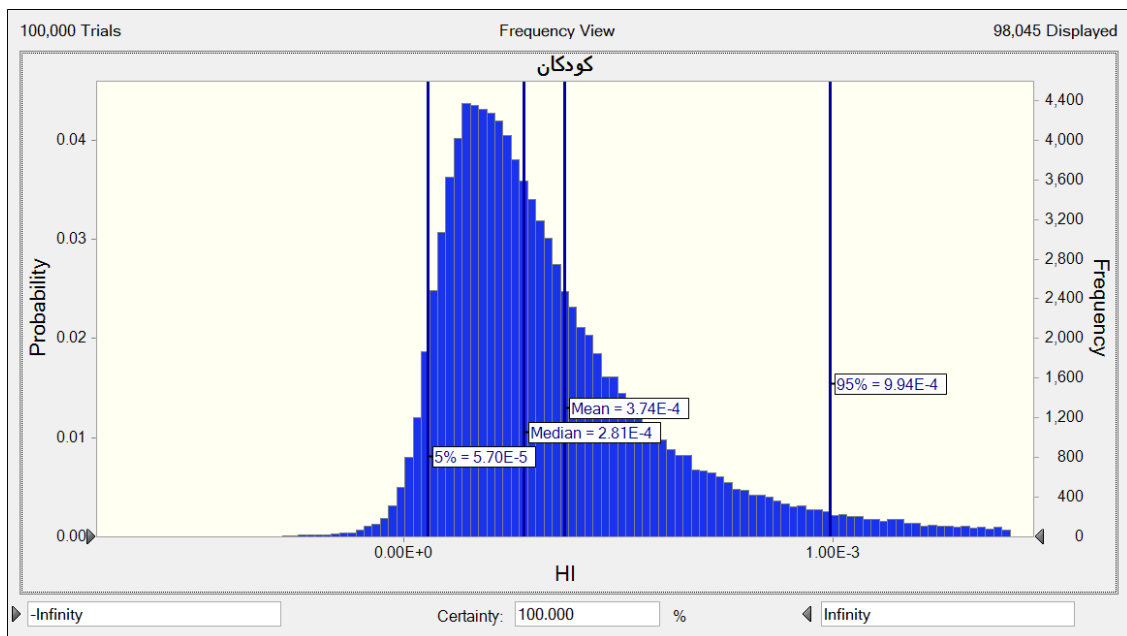 100,000 Trials Frequency View 98,045 Displayed
کودکان
4,400
0.04 4,000
3,600
3,200
0.03
2,800
2,400
0.02 2,000
1,600
95% = 9.94E-4
Mean = 3.74E-4
1,200
0.01
Median = 2.81E-4
5% = 5.70E-5 800
400
0.00 0
Probability
Frequency
0.00E+0 1.00E-3
HI
-Infinity Certainty: 100.000 % Infinity